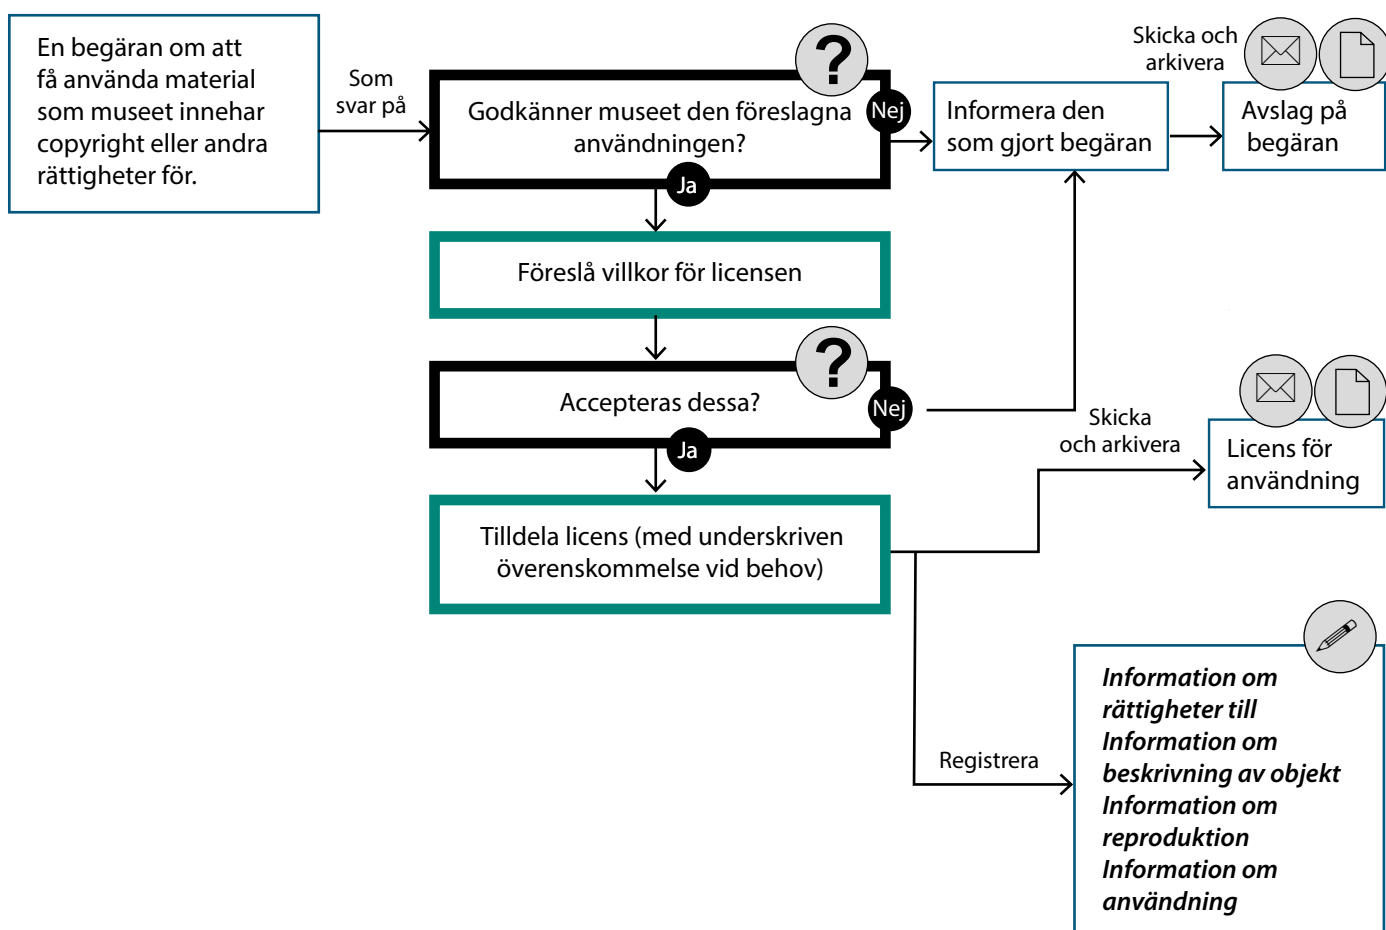 En begäran om att
få använda material
som museet innehar
copyright eller andra
rättigheter för.
Som
svar på
?
Godkänner museet den föreslagna
användningen?
Nej
Ja
Informera den
som gjort begäran
Skicka och
arkivera
Avslag på
begäran
Föreslå villkor för licensen
?
Accepteras dessa?
Nej
Ja
Skicka
och arkivera
Licens för
användning
Tilldela licens (med underskriven
överenskommelse vid behov)
Registrera
Information om
rättigheter till
Information om
beskrivning av objekt
Information om
reproduktion
Information om
användning